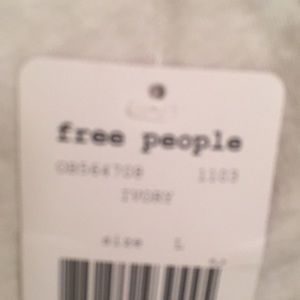 free people
OB564708 1103
IVORY
size L